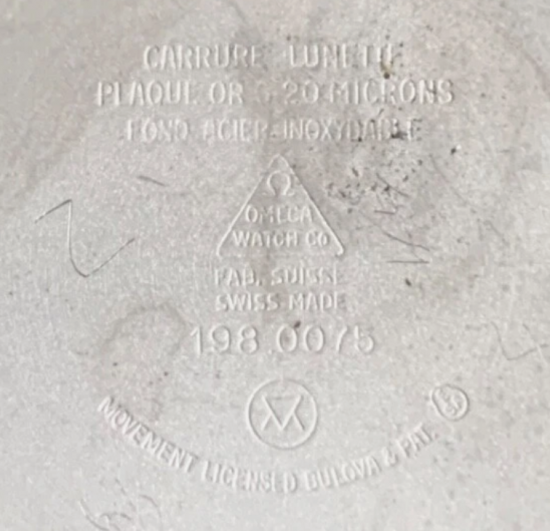 CARRURE LUNETTE
PLAQUE OR G 20 MICRONS
FOND ACIER INOXYDABLE
Ω
OMEGA
WATCH Co
FAB. SUISSE
SWISS MADE
198.0075
MOVEMENT LICENSED BULOVA & PAT.